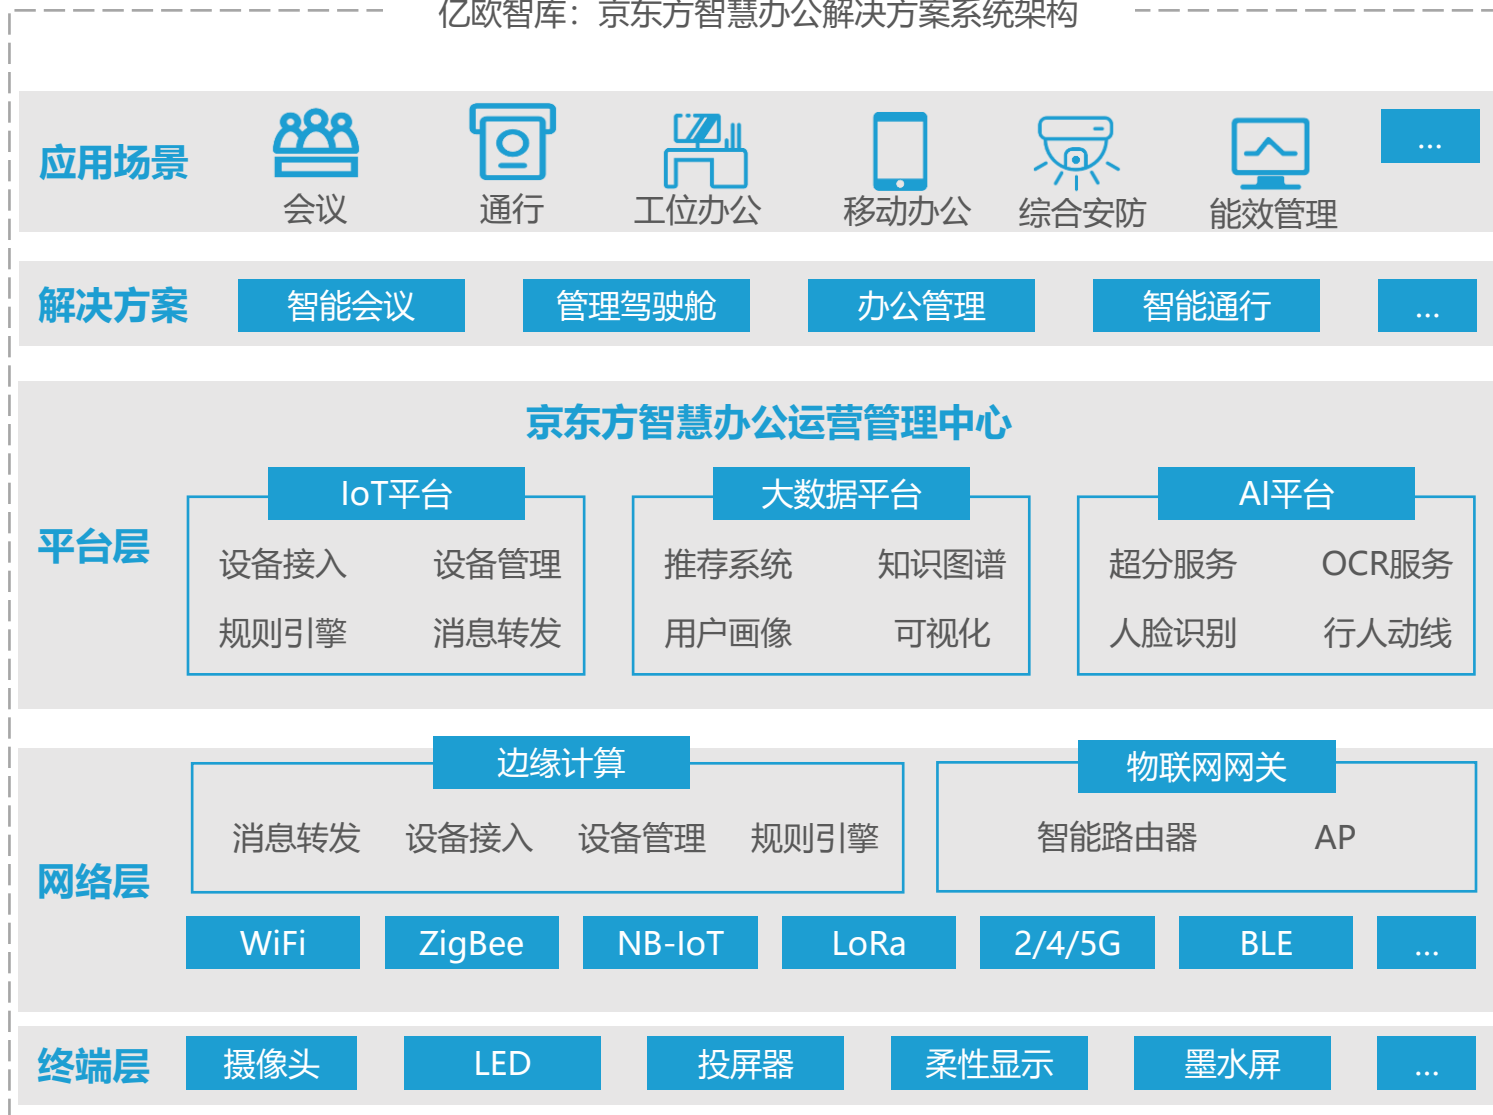 亿欧智库：京东方智慧办公解决方案系统架构
应用场景
会议 通行 工位办公 移动办公 综合安防 能效管理 ...
解决方案 智能会议 管理驾驶舱 办公管理 智能通行 ...
京东方智慧办公运营管理中心
平台层
IoT平台 大数据平台 AI平台
设备接入 设备管理 推荐系统 知识图谱 超分服务 OCR服务
规则引擎 消息转发 用户画像 可视化 人脸识别 行人动线
网络层
边缘计算 物联网网关
消息转发 设备接入 设备管理 规则引擎 智能路由器 AP
WiFi ZigBee NB-IoT LoRa 2/4/5G BLE ...
终端层 摄像头 LED 投屏器 柔性显示 墨水屏 ...